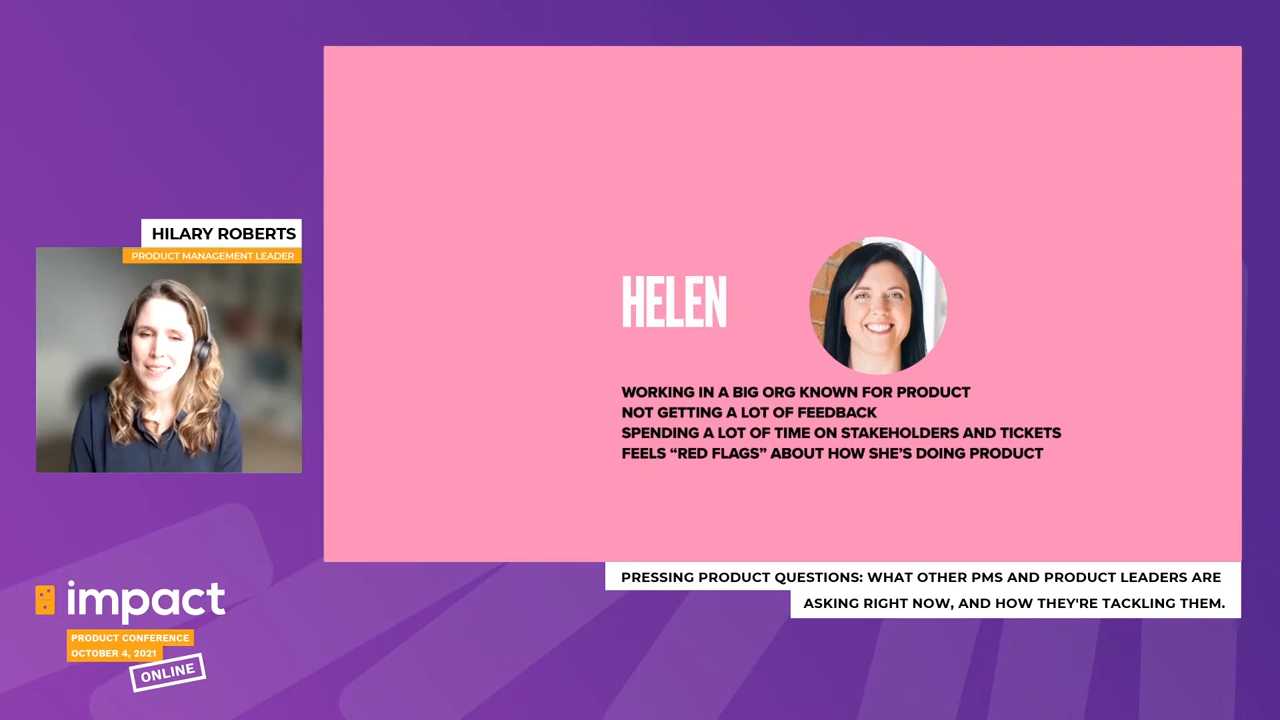 HILARY ROBERTS
PRODUCT MANAGEMENT LEADER
HELEN
WORKING IN A BIG ORG KNOWN FOR PRODUCT
NOT GETTING A LOT OF FEEDBACK
SPENDING A LOT OF TIME ON STAKEHOLDERS AND TICKETS
FEELS “RED FLAGS” ABOUT HOW SHE’S DOING PRODUCT
PRESSING PRODUCT QUESTIONS: WHAT OTHER PMS AND PRODUCT LEADERS ARE
ASKING RIGHT NOW, AND HOW THEY'RE TACKLING THEM.
impact
PRODUCT CONFERENCE
OCTOBER 4, 2021
ONLINE